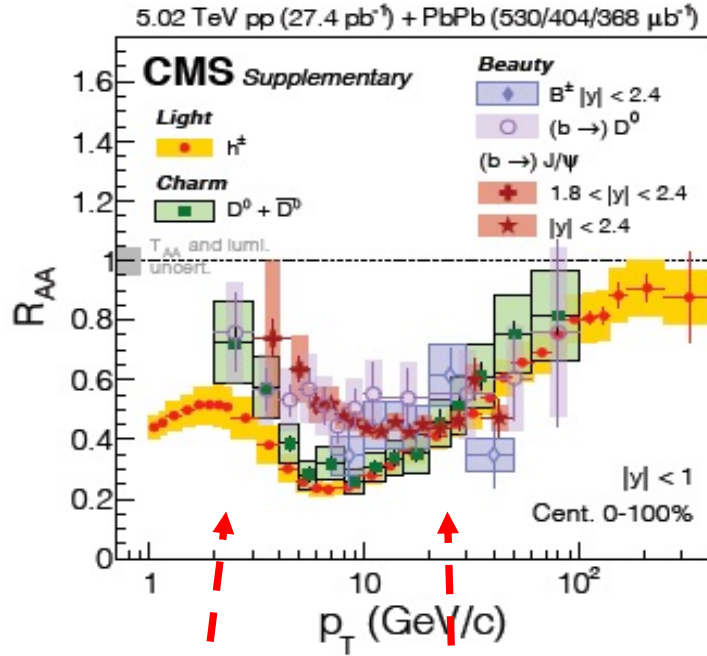 5.02 TeV pp (27.4 pb⁻¹) + PbPb (530/404/368 μb⁻¹)
CMS Supplementary
Light
h±
Charm
D⁰ + D̅⁰
Beauty
B± |y| < 2.4
(b →) D⁰
(b →) J/ψ
1.8 < |y| < 2.4
|y| < 2.4
T_AA and lumi.
uncert.
|y| < 1
Cent. 0-100%
R_AA
1.6
1.4
1.2
1
0.8
0.6
0.4
0.2
0
1
10
10²
p_T (GeV/c)